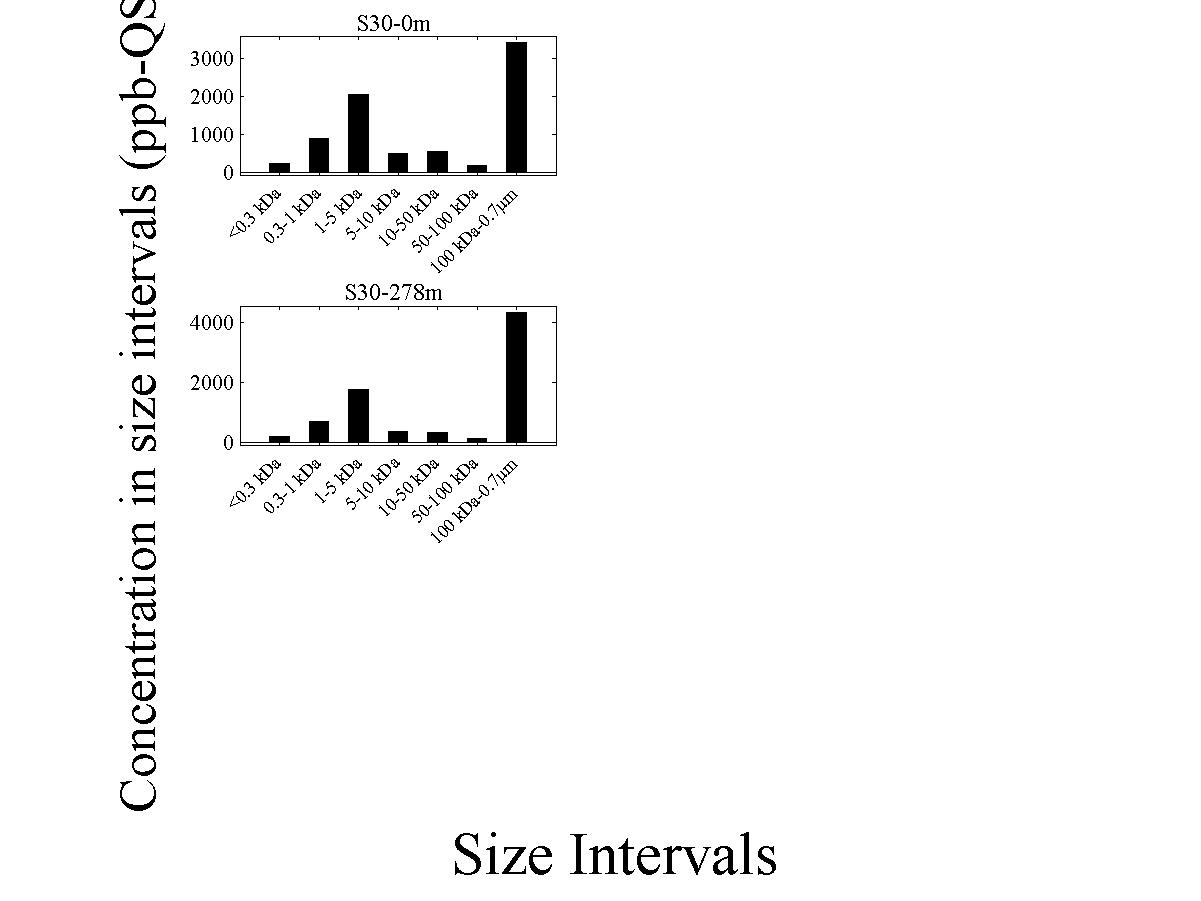 Concentration in size intervals (ppb-QS
S30-0m
3000
2000
1000
0
<0.3 kDa
0.3-1 kDa
1-5 kDa
5-10 kDa
10-50 kDa
50-100 kDa
100 kDa-0.7μm
S30-278m
4000
2000
0
<0.3 kDa
0.3-1 kDa
1-5 kDa
5-10 kDa
10-50 kDa
50-100 kDa
100 kDa-0.7μm
Size Intervals